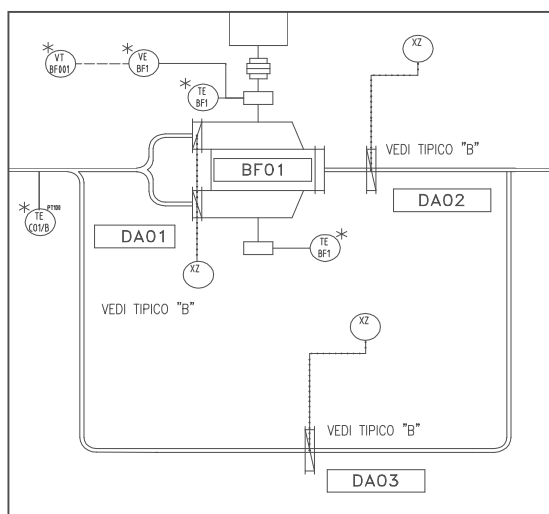 XZ
VT
BF001
VE
BF1
TE
BF1
VEDI TIPICO "B"
BF01
DA02
TE
C01/B
PT108
DA01
TE
BF1
XZ
VEDI TIPICO "B"
XZ
VEDI TIPICO "B"
DA03